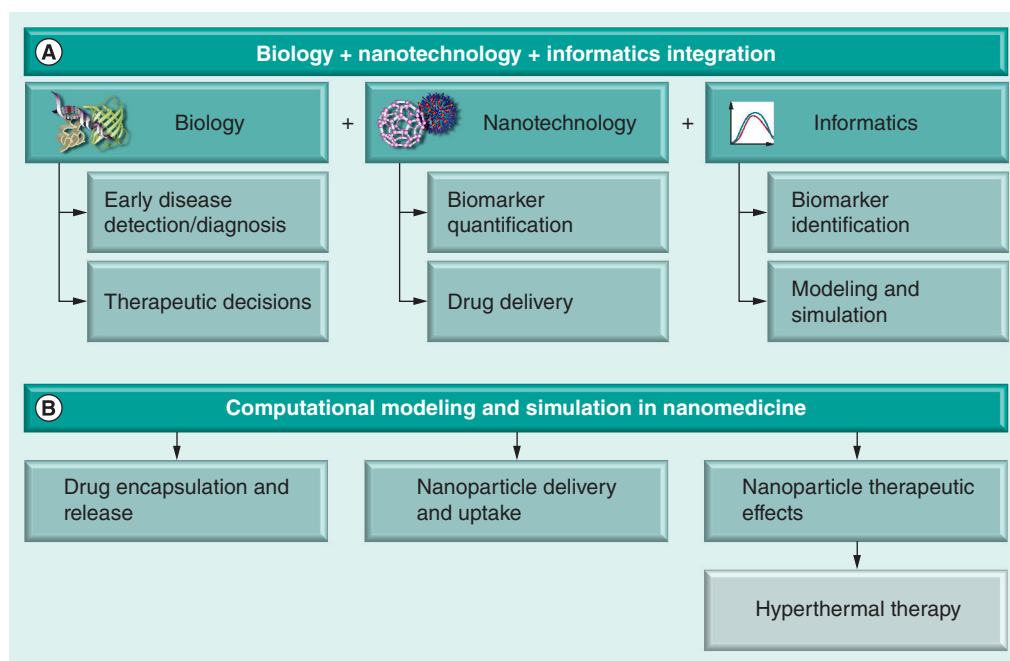 A
Biology + nanotechnology + informatics integration
Biology
+
Nanotechnology
+
Informatics
Early disease
detection/diagnosis
Biomarker
quantification
Biomarker
identification
Therapeutic decisions
Drug delivery
Modeling and
simulation
B
Computational modeling and simulation in nanomedicine
Drug encapsulation and
release
Nanoparticle delivery
and uptake
Nanoparticle therapeutic
effects
Hyperthermal therapy